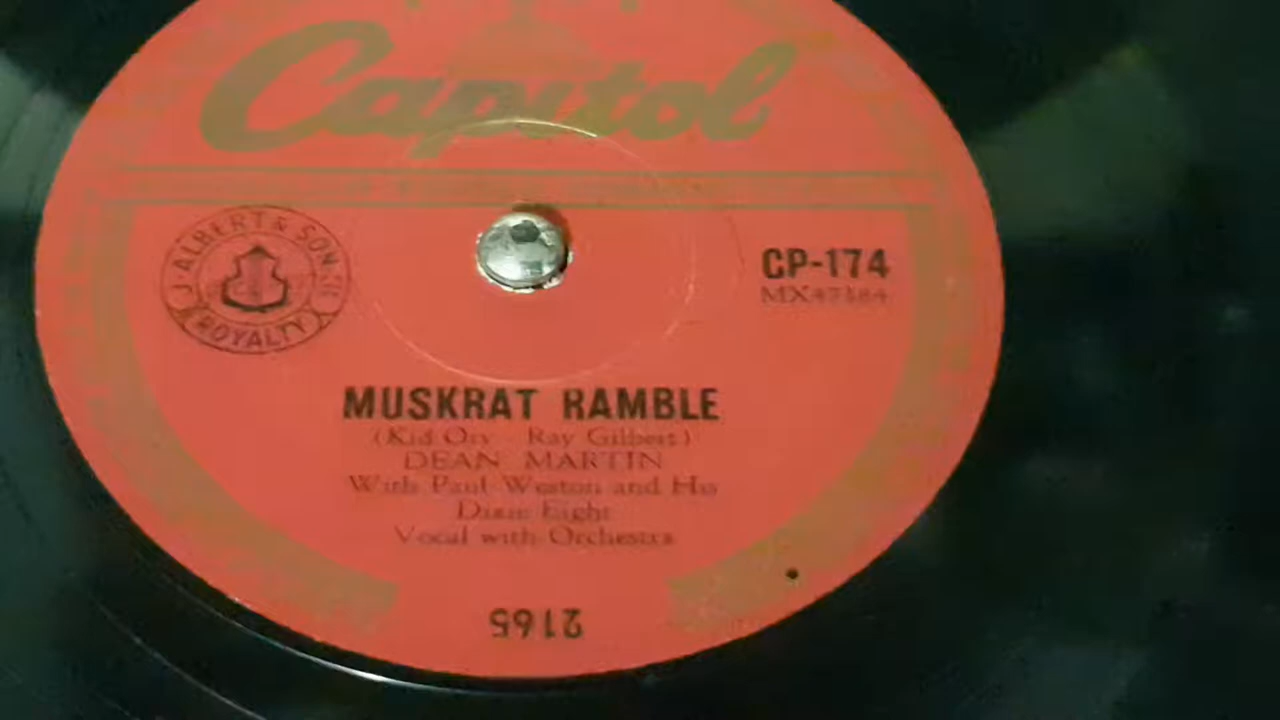 Capitol
J. ALBERT & SON
ROYALTY
CP-174
MUSKRAT RAMBLE
(Kid Ory - Ray Gilbert)
DEAN MARTIN
With Paul Weston and His
Dixie Eight
Vocal with Orchestra
2165